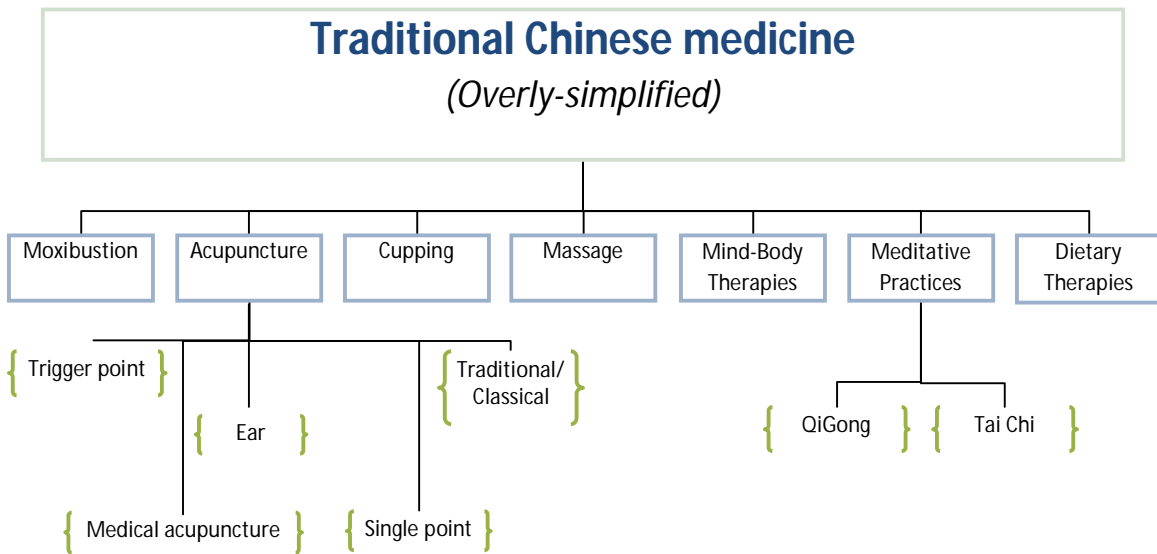 Traditional Chinese medicine
(Overly-simplified)
Moxibustion
Acupuncture
Cupping
Massage
Mind-Body
Therapies
Meditative
Practices
Dietary
Therapies
Trigger point
Traditional/
Classical
Ear
Medical acupuncture
Single point
QiGong
Tai Chi